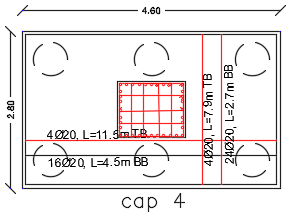 4.60
2.80
4Ø20, L=11.5m TB
16Ø20, L=4.5m BB
4Ø20, L=7.9m TB
24Ø20, L=2.7m BB
cap 4